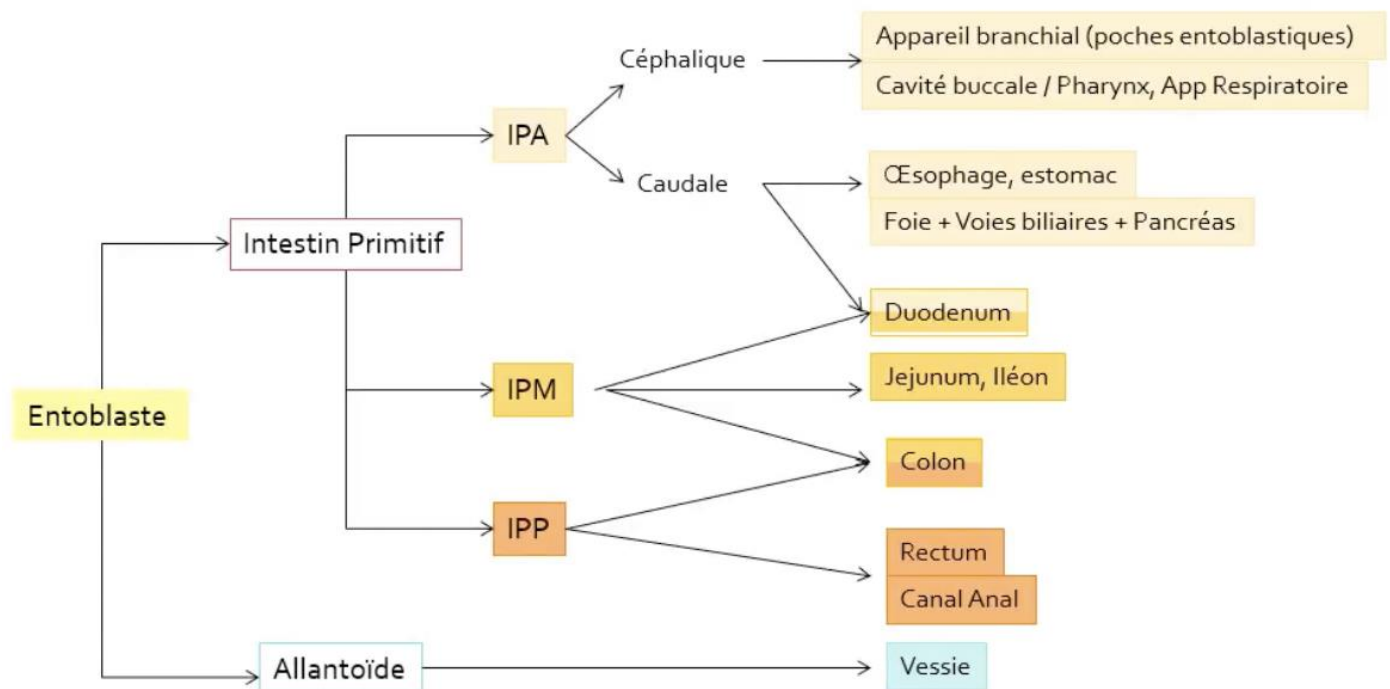 Céphalique
Appareil branchial (poches entoblastiques)
Cavité buccale / Pharynx, App Respiratoire
IPA
Caudale
Œsophage, estomac
Foie + Voies biliaires + Pancréas
Intestin Primitif
Duodenum
IPM
Jejunum, Iléon
Entoblaste
Colon
IPP
Rectum
Canal Anal
Allantoïde
Vessie